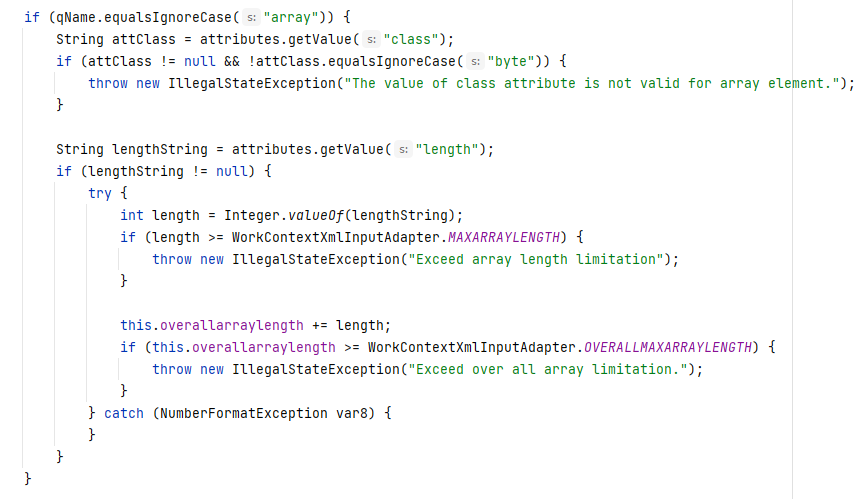 if (qName.equalsIgnoreCase( s: "array")) {
String attClass = attributes.getValue( s: "class");
if (attClass != null && !attClass.equalsIgnoreCase( s: "byte")) {
throw new IllegalStateException("The value of class attribute is not valid for array element.");
}
String lengthString = attributes.getValue( s: "length");
if (lengthString != null) {
try {
int length = Integer.valueOf(lengthString);
if (length >= WorkContextXmlInputAdapter.MAXARRAYLENGTH) {
throw new IllegalStateException("Exceed array length limitation");
}
this.overallarraylength += length;
if (this.overallarraylength >= WorkContextXmlInputAdapter.OVERALLMAXARRAYLENGTH) {
throw new IllegalStateException("Exceed over all array limitation.");
}
} catch (NumberFormatException var8) {
}
}
}